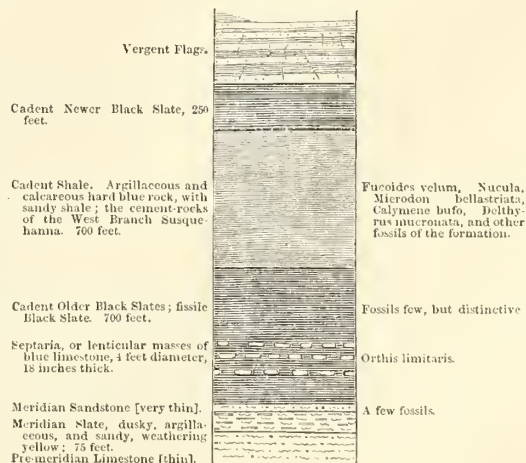 Vergent Flags.
Cadent Newer Black Slate, 250
feet.
Cadent Shale. Argillaceous and
calcareous hard blue rock, with
sandy shale; the cement-rocks
of the West Branch Susque-
hanna. 700 feet.
Fucoides velum, Nucula,
Microdon bellastriata,
Calymene bufo, Delthy-
rus mucronata, and other
fossils of the formation.
Cadent Older Black Slates; fissile
Black Slate. 700 feet.
Fossils few, but distinctive
Septaria, or lenticular masses of
blue limestone, 4 feet diameter,
18 inches thick.
Orthis limitaris.
Meridian Sandstone [very thin].
A few fossils.
Meridian Slate, dusky, argilla-
ceous, and sandy, weathering
yellow; 75 feet.
Pre-meridian Limestone [thin].